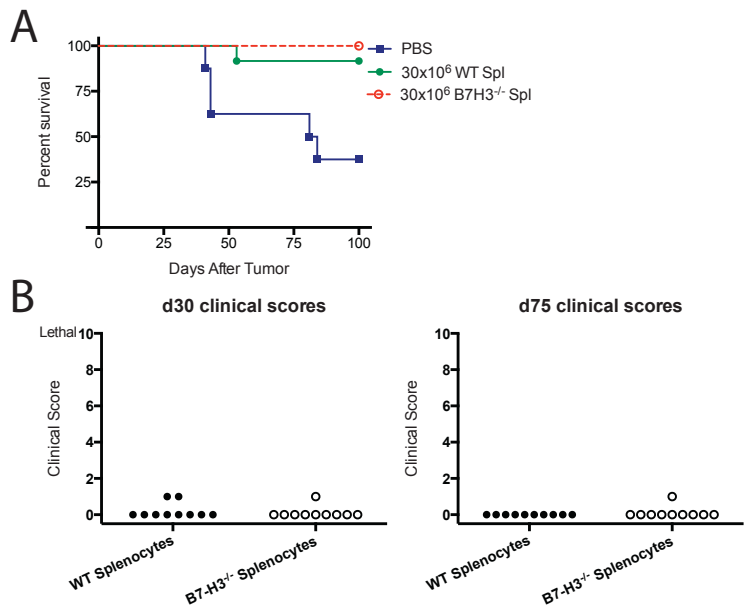 A
Percent survival
100
75
50
25
0 25 50 75 100
Days After Tumor
PBS
30x10⁶ WT Spl
30x10⁶ B7H3⁻/⁻ Spl
B
d30 clinical scores
Lethal
Clinical Score
10
8
6
4
2
0
WT Splenocytes
B7-H3⁻/⁻ Splenocytes
d75 clinical scores
Clinical Score
10
8
6
4
2
0
WT Splenocytes
B7-H3⁻/⁻ Splenocytes